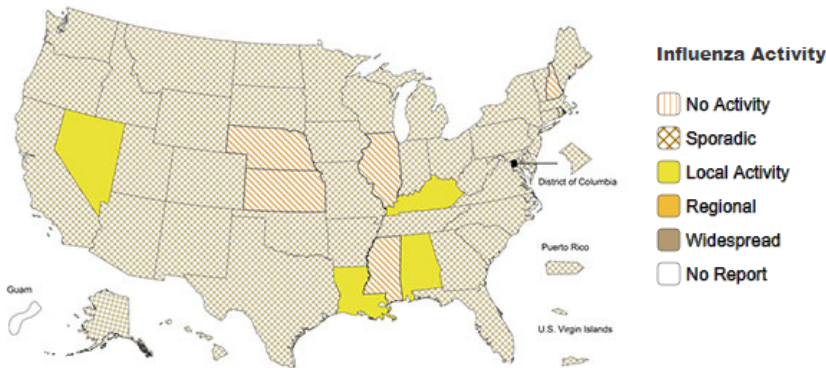 Influenza Activity
No Activity
Sporadic
Local Activity
Regional
Widespread
No Report
District of Columbia
Puerto Rico
Guam
U.S. Virgin Islands